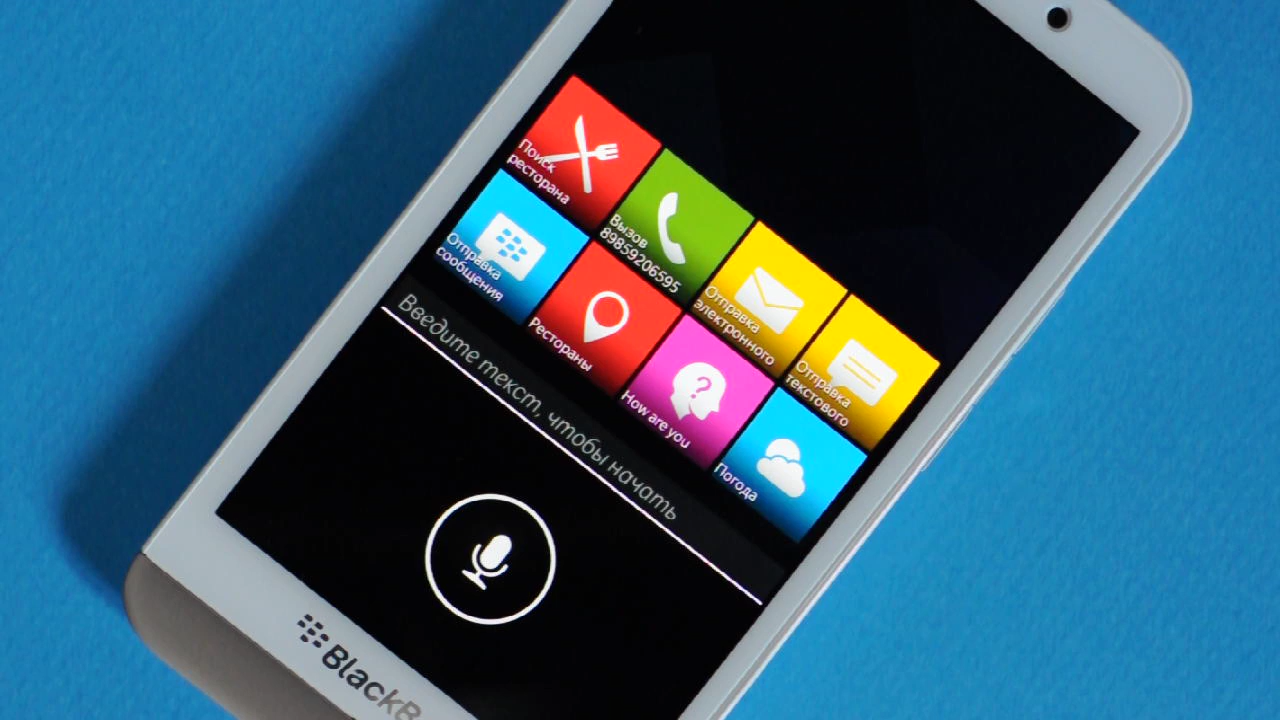 Поиск
ресторана
Вызов
89859206595
Отправка
электронного
Отправка
текстового
Отправка
сообщения
Рестораны
How are you
Погода
Введите текст, чтобы начать
BlackB